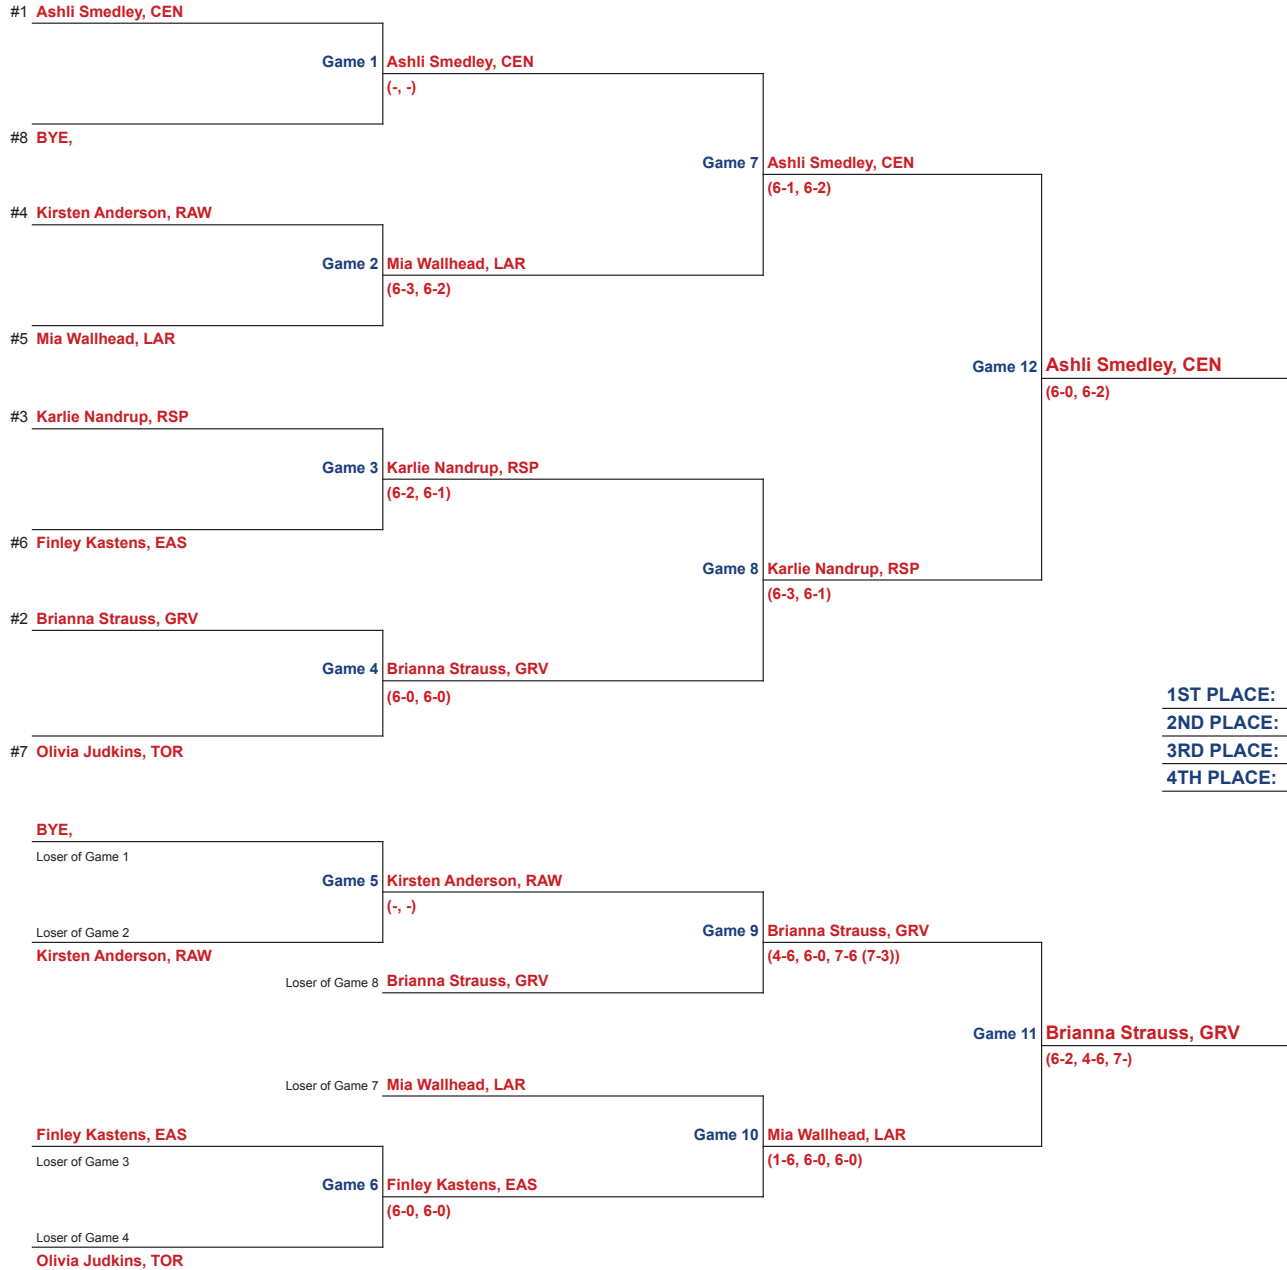 #1 Ashli Smedley, CEN
Game 1 Ashli Smedley, CEN
(-, -)
#8 BYE,
Game 7 Ashli Smedley, CEN
(6-1, 6-2)
#4 Kirsten Anderson, RAW
Game 2 Mia Wallhead, LAR
(6-3, 6-2)
#5 Mia Wallhead, LAR
Game 12 Ashli Smedley, CEN
(6-0, 6-2)
#3 Karlie Nandrup, RSP
Game 3 Karlie Nandrup, RSP
(6-2, 6-1)
#6 Finley Kastens, EAS
Game 8 Karlie Nandrup, RSP
(6-3, 6-1)
#2 Brianna Strauss, GRV
Game 4 Brianna Strauss, GRV
(6-0, 6-0)
#7 Olivia Judkins, TOR
1ST PLACE:
2ND PLACE:
3RD PLACE:
4TH PLACE:
BYE,
Loser of Game 1
Game 5 Kirsten Anderson, RAW
(-, -)
Loser of Game 2
Kirsten Anderson, RAW
Game 9 Brianna Strauss, GRV
(4-6, 6-0, 7-6 (7-3))
Loser of Game 8 Brianna Strauss, GRV
Game 11 Brianna Strauss, GRV
(6-2, 4-6, 7-)
Loser of Game 7 Mia Wallhead, LAR
Game 10 Mia Wallhead, LAR
(1-6, 6-0, 6-0)
Finley Kastens, EAS
Loser of Game 3
Game 6 Finley Kastens, EAS
(6-0, 6-0)
Loser of Game 4
Olivia Judkins, TOR